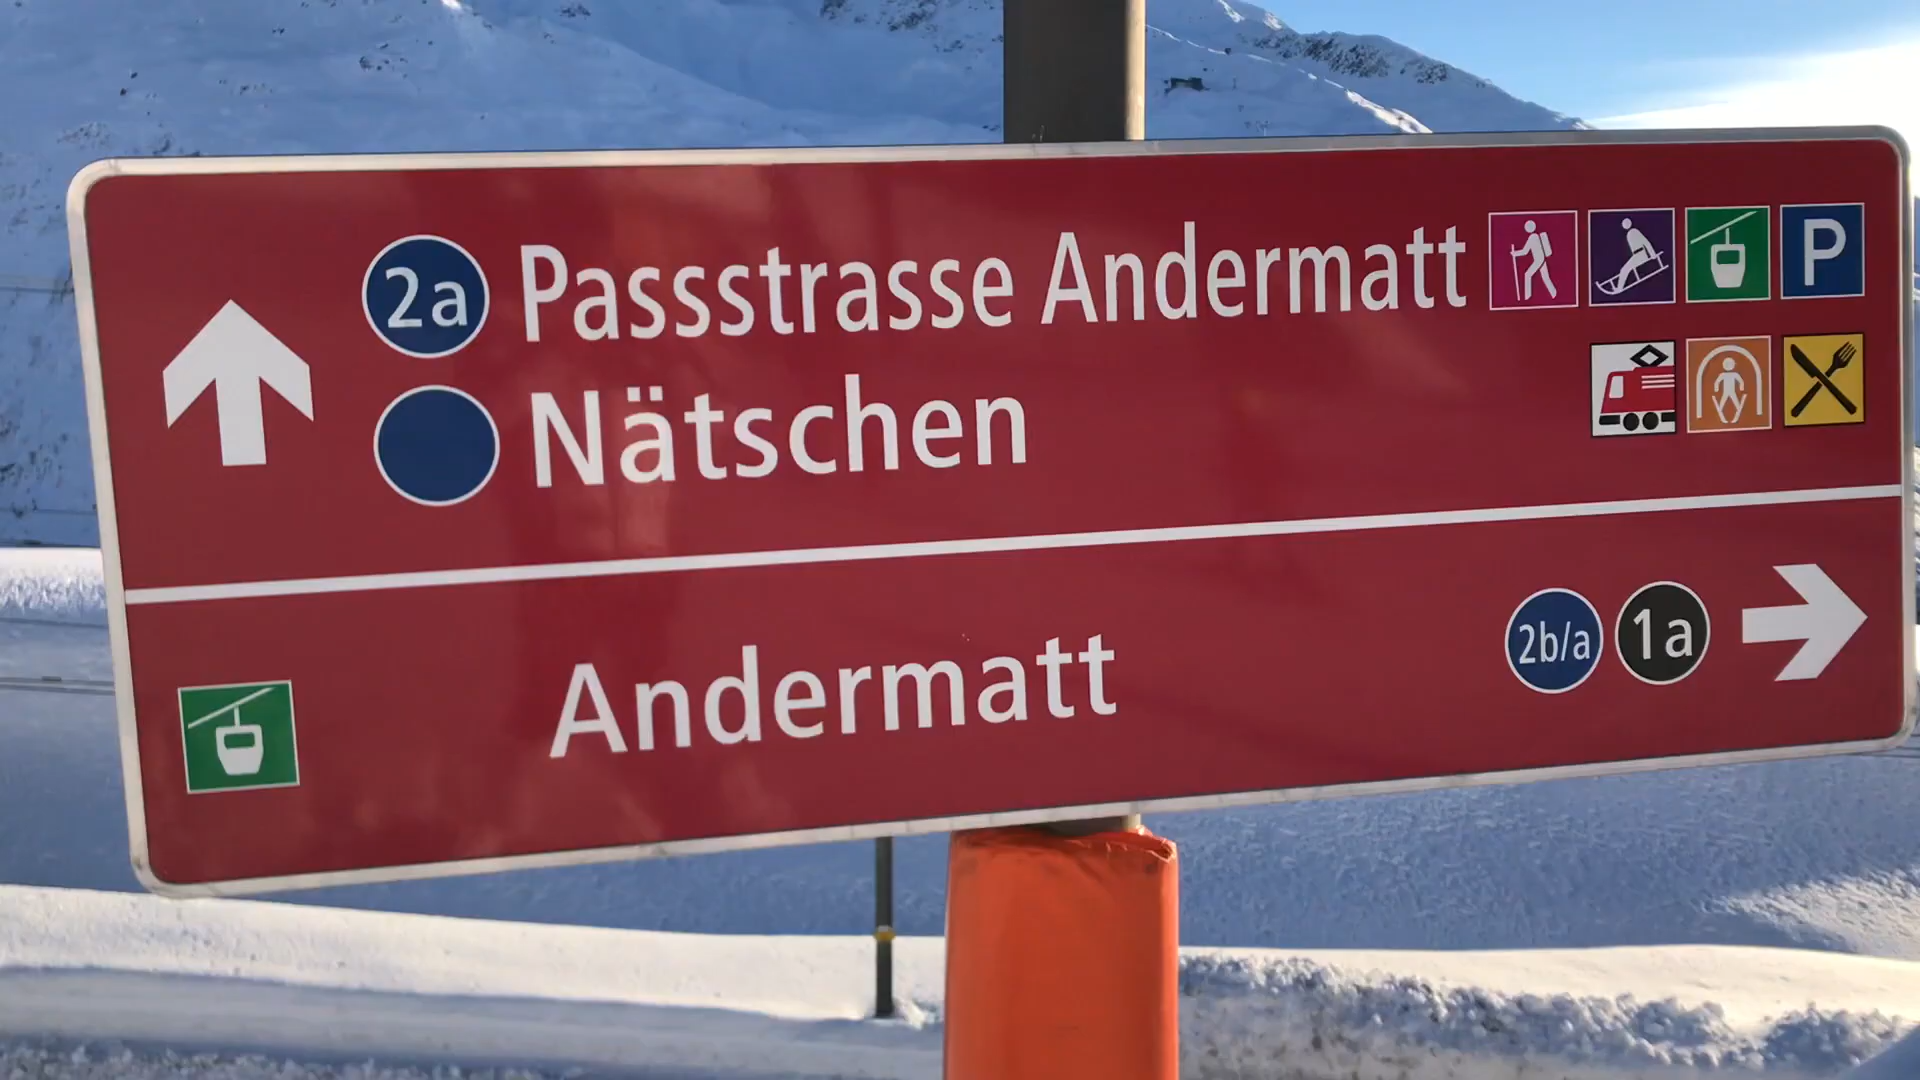 2a Passstrasse Andermatt P
Nätschen
Andermatt 2b/a 1a